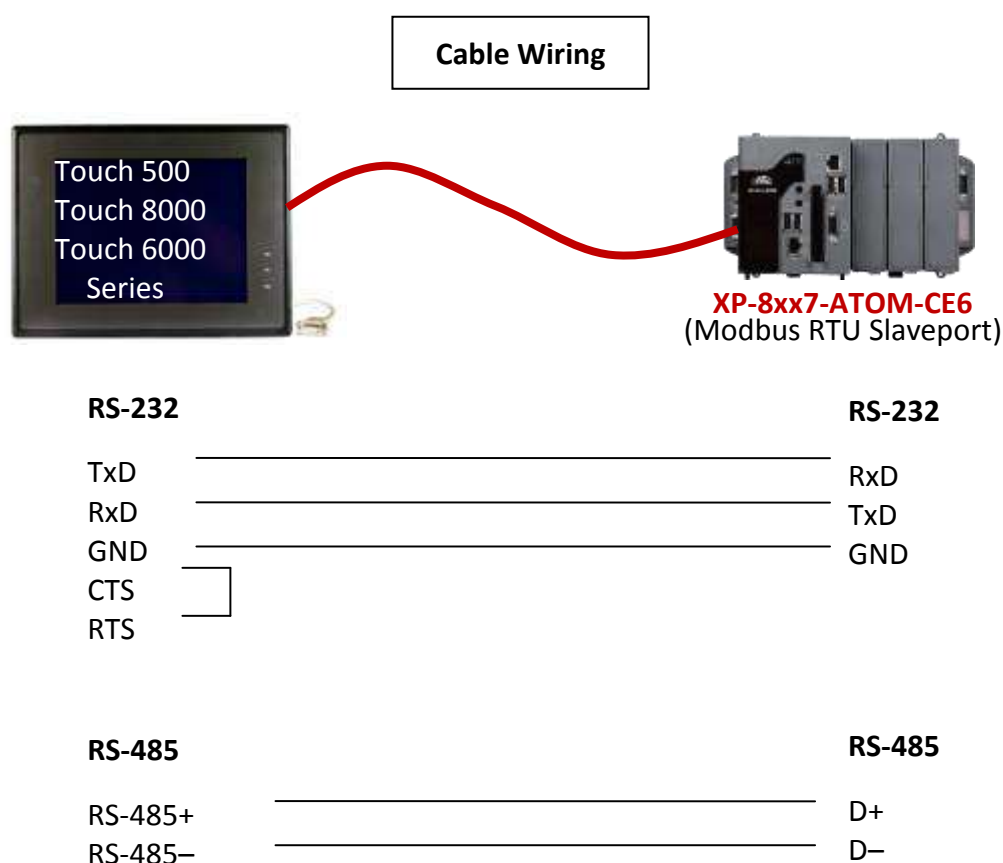 Cable Wiring
Touch 500
Touch 8000
Touch 6000
Series
XP-8xx7-ATOM-CE6
(Modbus RTU Slaveport)
RS-232
RS-232
TxD
RxD
RxD
TxD
GND
GND
CTS
RTS
RS-485
RS-485
RS-485+
D+
RS-485–
D–